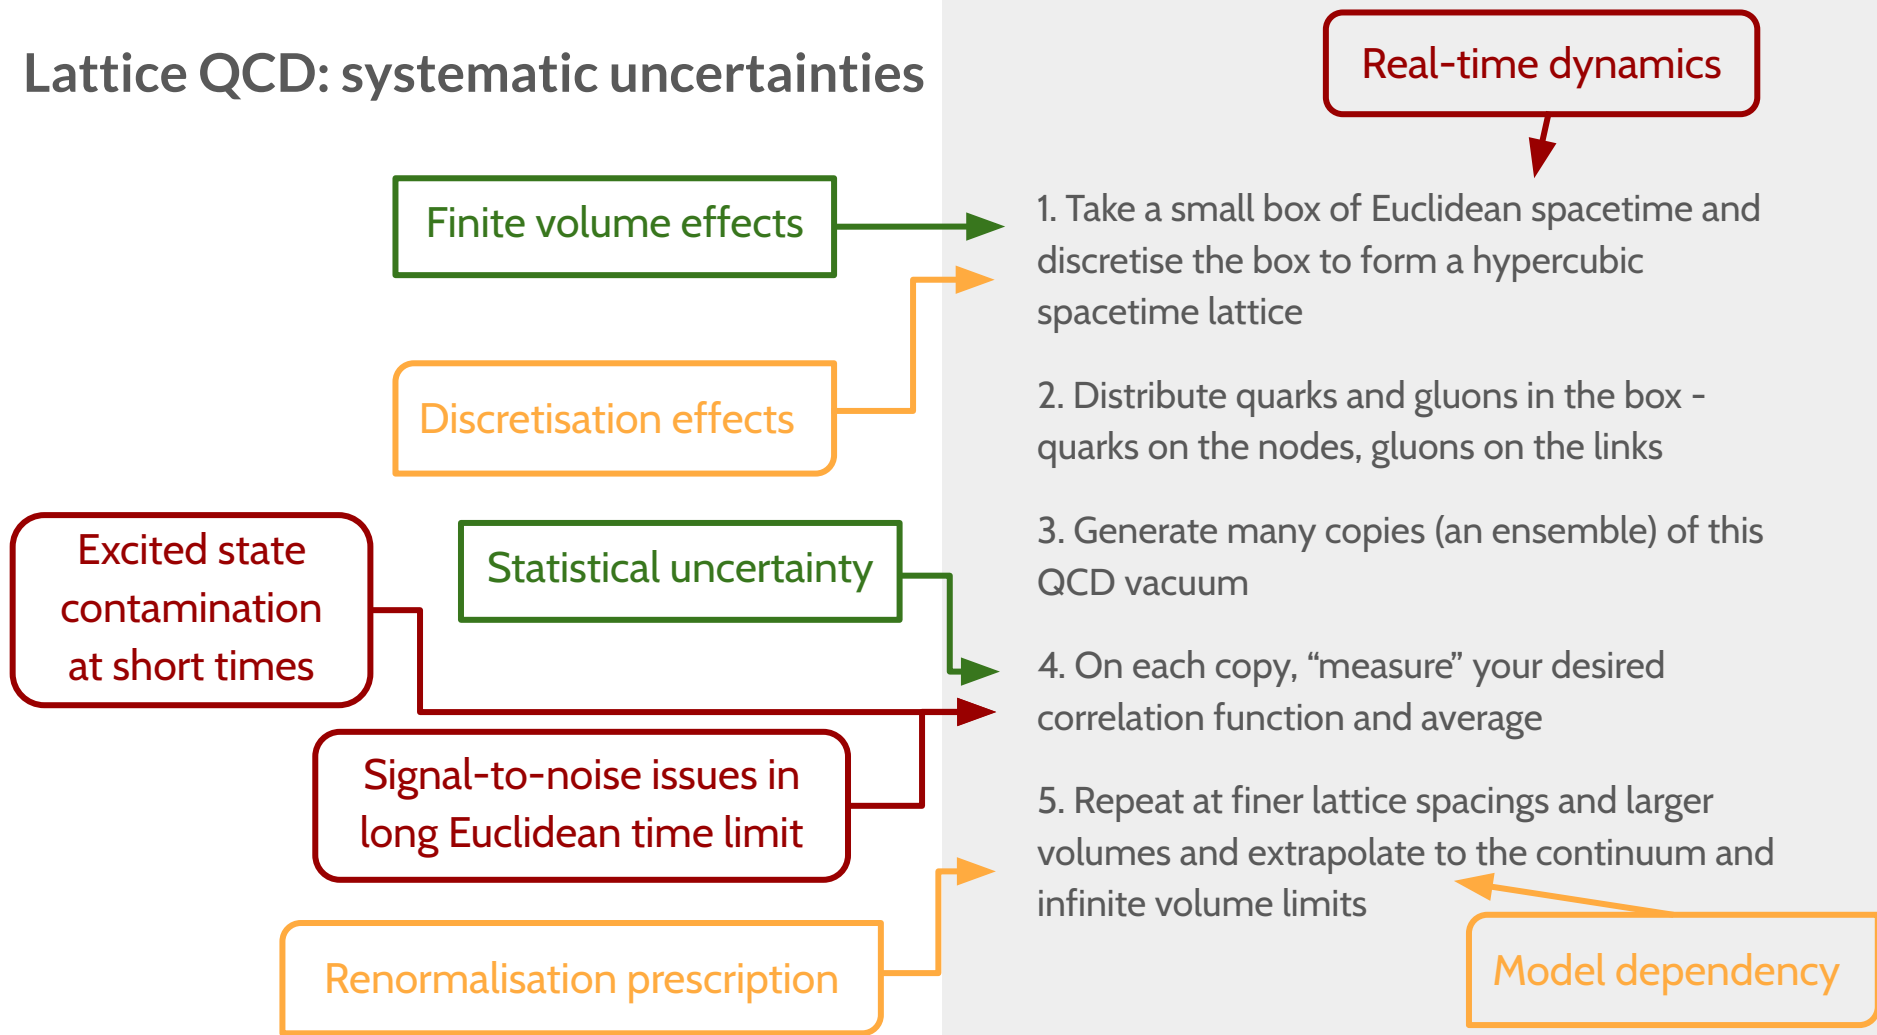 Lattice QCD: systematic uncertainties
Real-time dynamics
Finite volume effects
Discretisation effects
Excited state
contamination
at short times
Statistical uncertainty
Signal-to-noise issues in
long Euclidean time limit
Renormalisation prescription
1. Take a small box of Euclidean spacetime and
discretise the box to form a hypercubic
spacetime lattice
2. Distribute quarks and gluons in the box -
quarks on the nodes, gluons on the links
3. Generate many copies (an ensemble) of this
QCD vacuum
4. On each copy, “measure” your desired
correlation function and average
5. Repeat at finer lattice spacings and larger
volumes and extrapolate to the continuum and
infinite volume limits
Model dependency